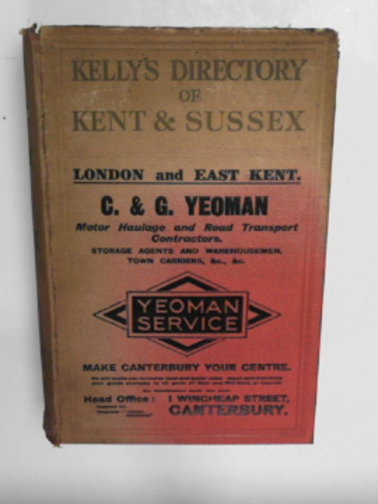 KELLY'S DIRECTORY
OF
KENT & SUSSEX
LONDON and EAST KENT.
C. & G. YEOMAN
Motor Haulage and Road Transport
Contractors.
STORAGE AGENTS AND WAREHOUSEMEN,
TOWN CARRIERS, &c., &c.
YEOMAN
SERVICE
MAKE CANTERBURY YOUR CENTRE.
Head Office : 1 WINCHEAP STREET,
CANTERBURY.